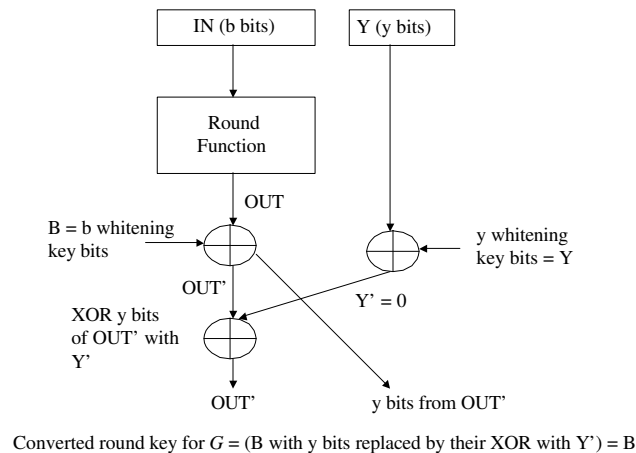 IN (b bits)
Y (y bits)
Round
Function
OUT
B = b whitening
key bits
y whitening
key bits = Y
OUT’
Y’ = 0
XOR y bits
of OUT’ with
Y’
OUT’
y bits from OUT’
Converted round key for G = (B with y bits replaced by their XOR with Y’) = B